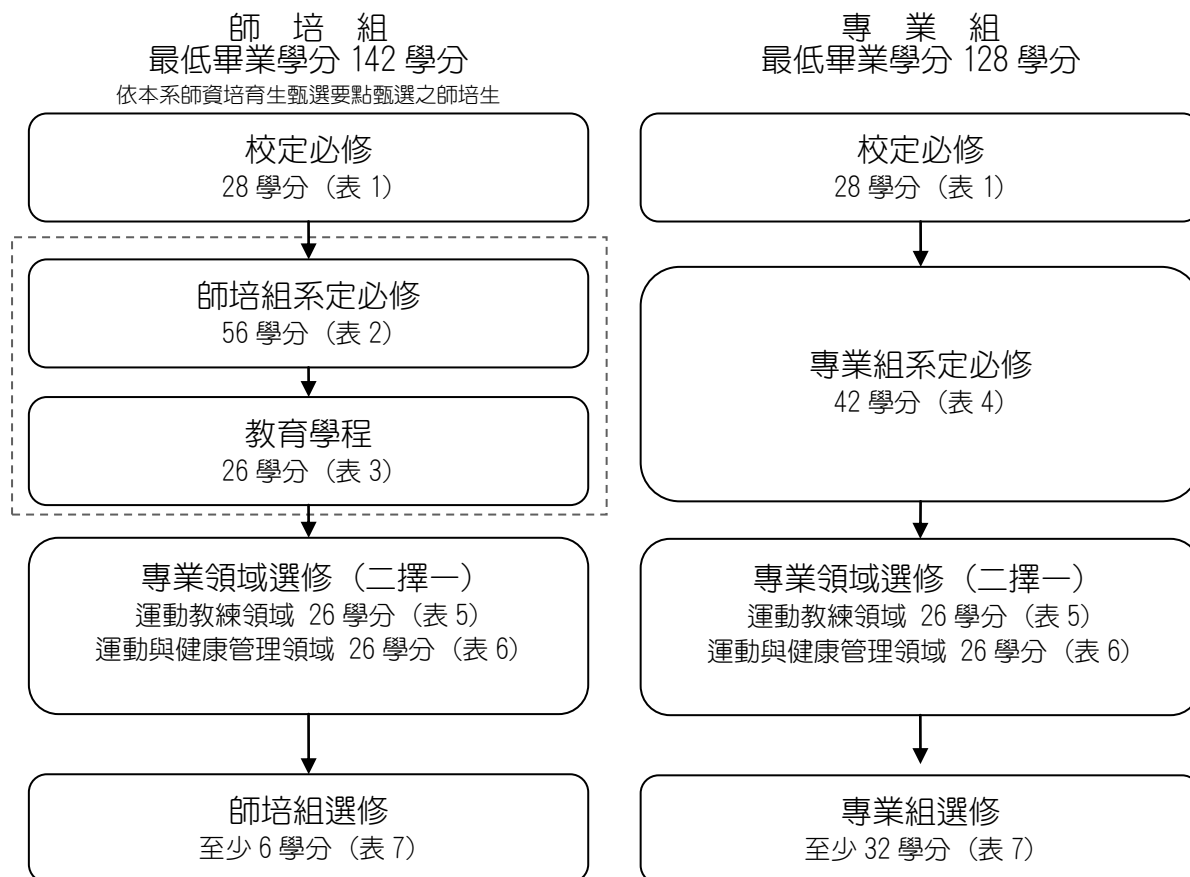 師 培 組
最低畢業學分 142 學分
依本系師資培育生甄選要點甄選之師培生
校定必修
28 學分（表 1）
師培組系定必修
56 學分（表 2）
教育學程
26 學分（表 3）
專業領域選修（二擇一）
運動教練領域 26 學分（表 5）
運動與健康管理領域 26 學分（表 6）
師培組選修
至少 6 學分（表 7）
專 業 組
最低畢業學分 128 學分
校定必修
28 學分（表 1）
專業組系定必修
42 學分（表 4）
專業領域選修（二擇一）
運動教練領域 26 學分（表 5）
運動與健康管理領域 26 學分（表 6）
專業組選修
至少 32 學分（表 7）